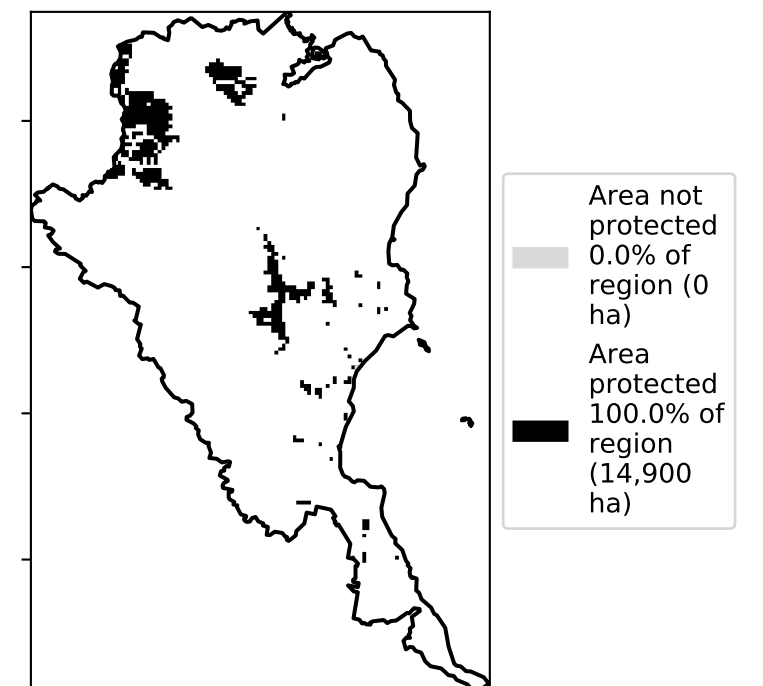 Area not
protected
0.0% of
region (0
ha)
Area
protected
100.0% of
region
(14,900
ha)